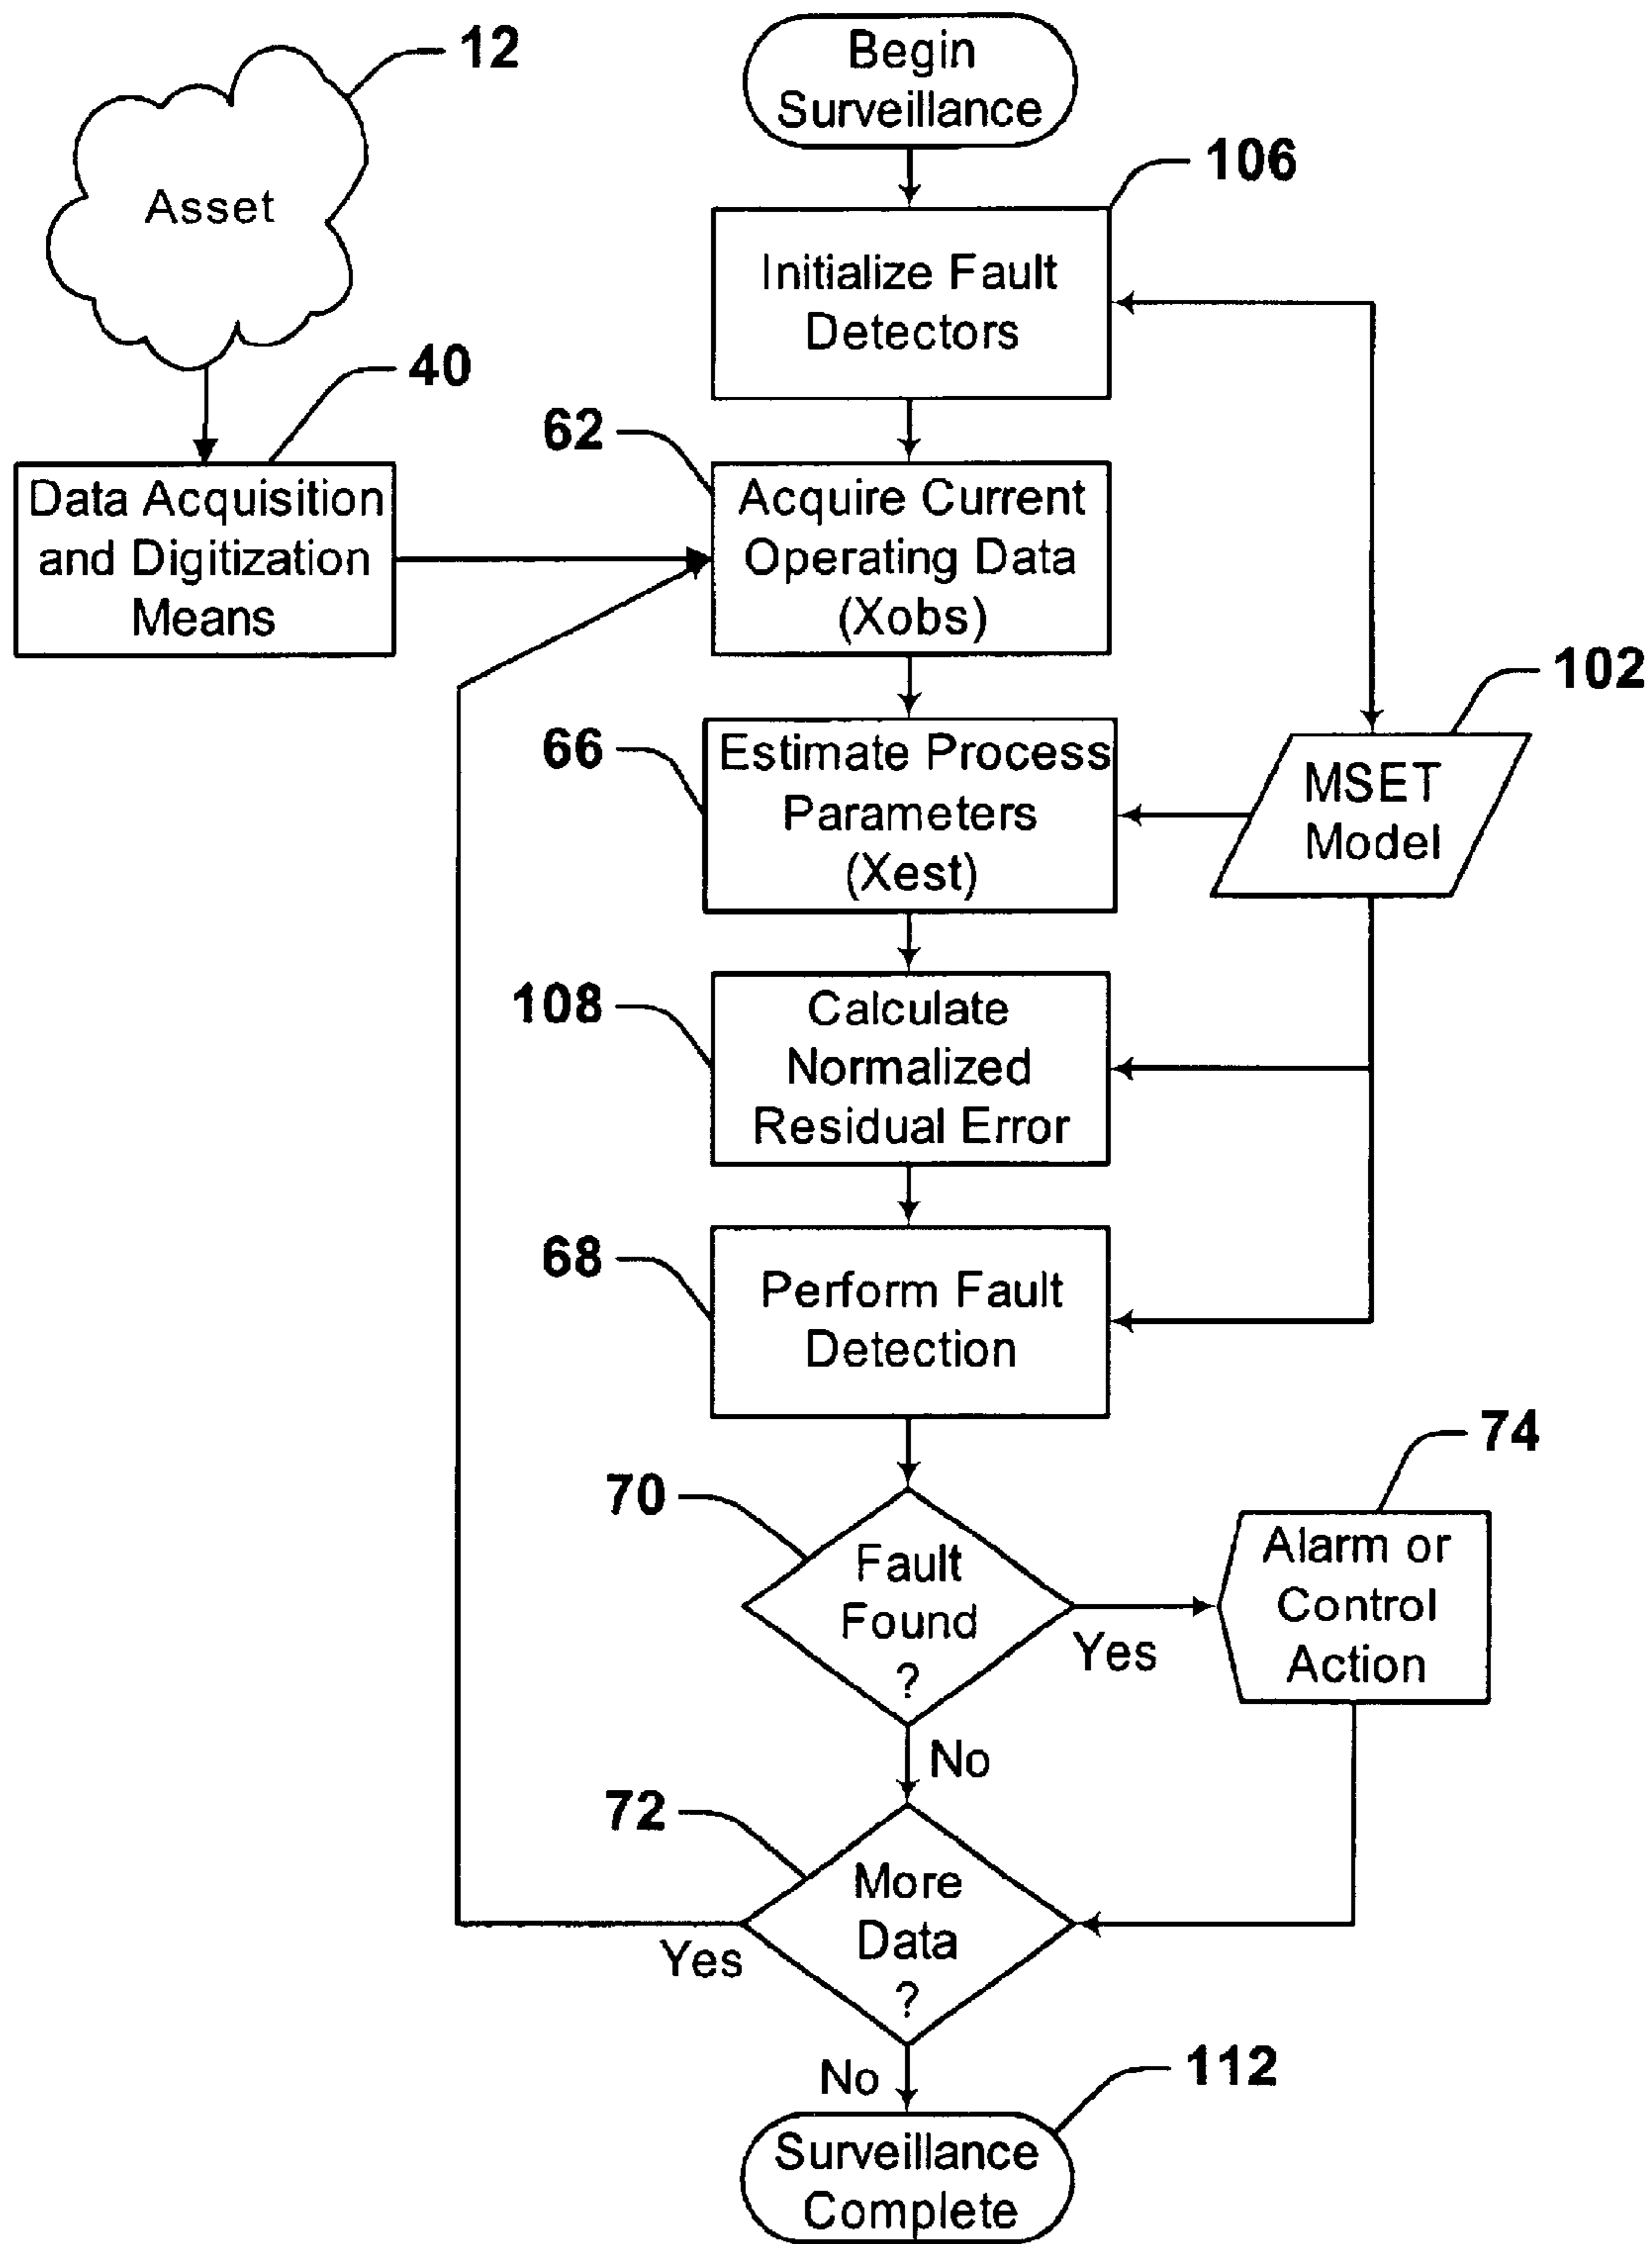 12
Begin
Surveillance
Asset
106
Initialize Fault
Detectors
40
Data Acquisition
and Digitization
Means
62
Acquire Current
Operating Data
(Xobs)
102
MSET
Model
66
Estimate Process
Parameters
(Xest)
108
Calculate
Normalized
Residual Error
68
Perform Fault
Detection
70
Fault
Found
?
Yes
74
Alarm or
Control
Action
No
72
More
Data
?
Yes
No
112
Surveillance
Complete